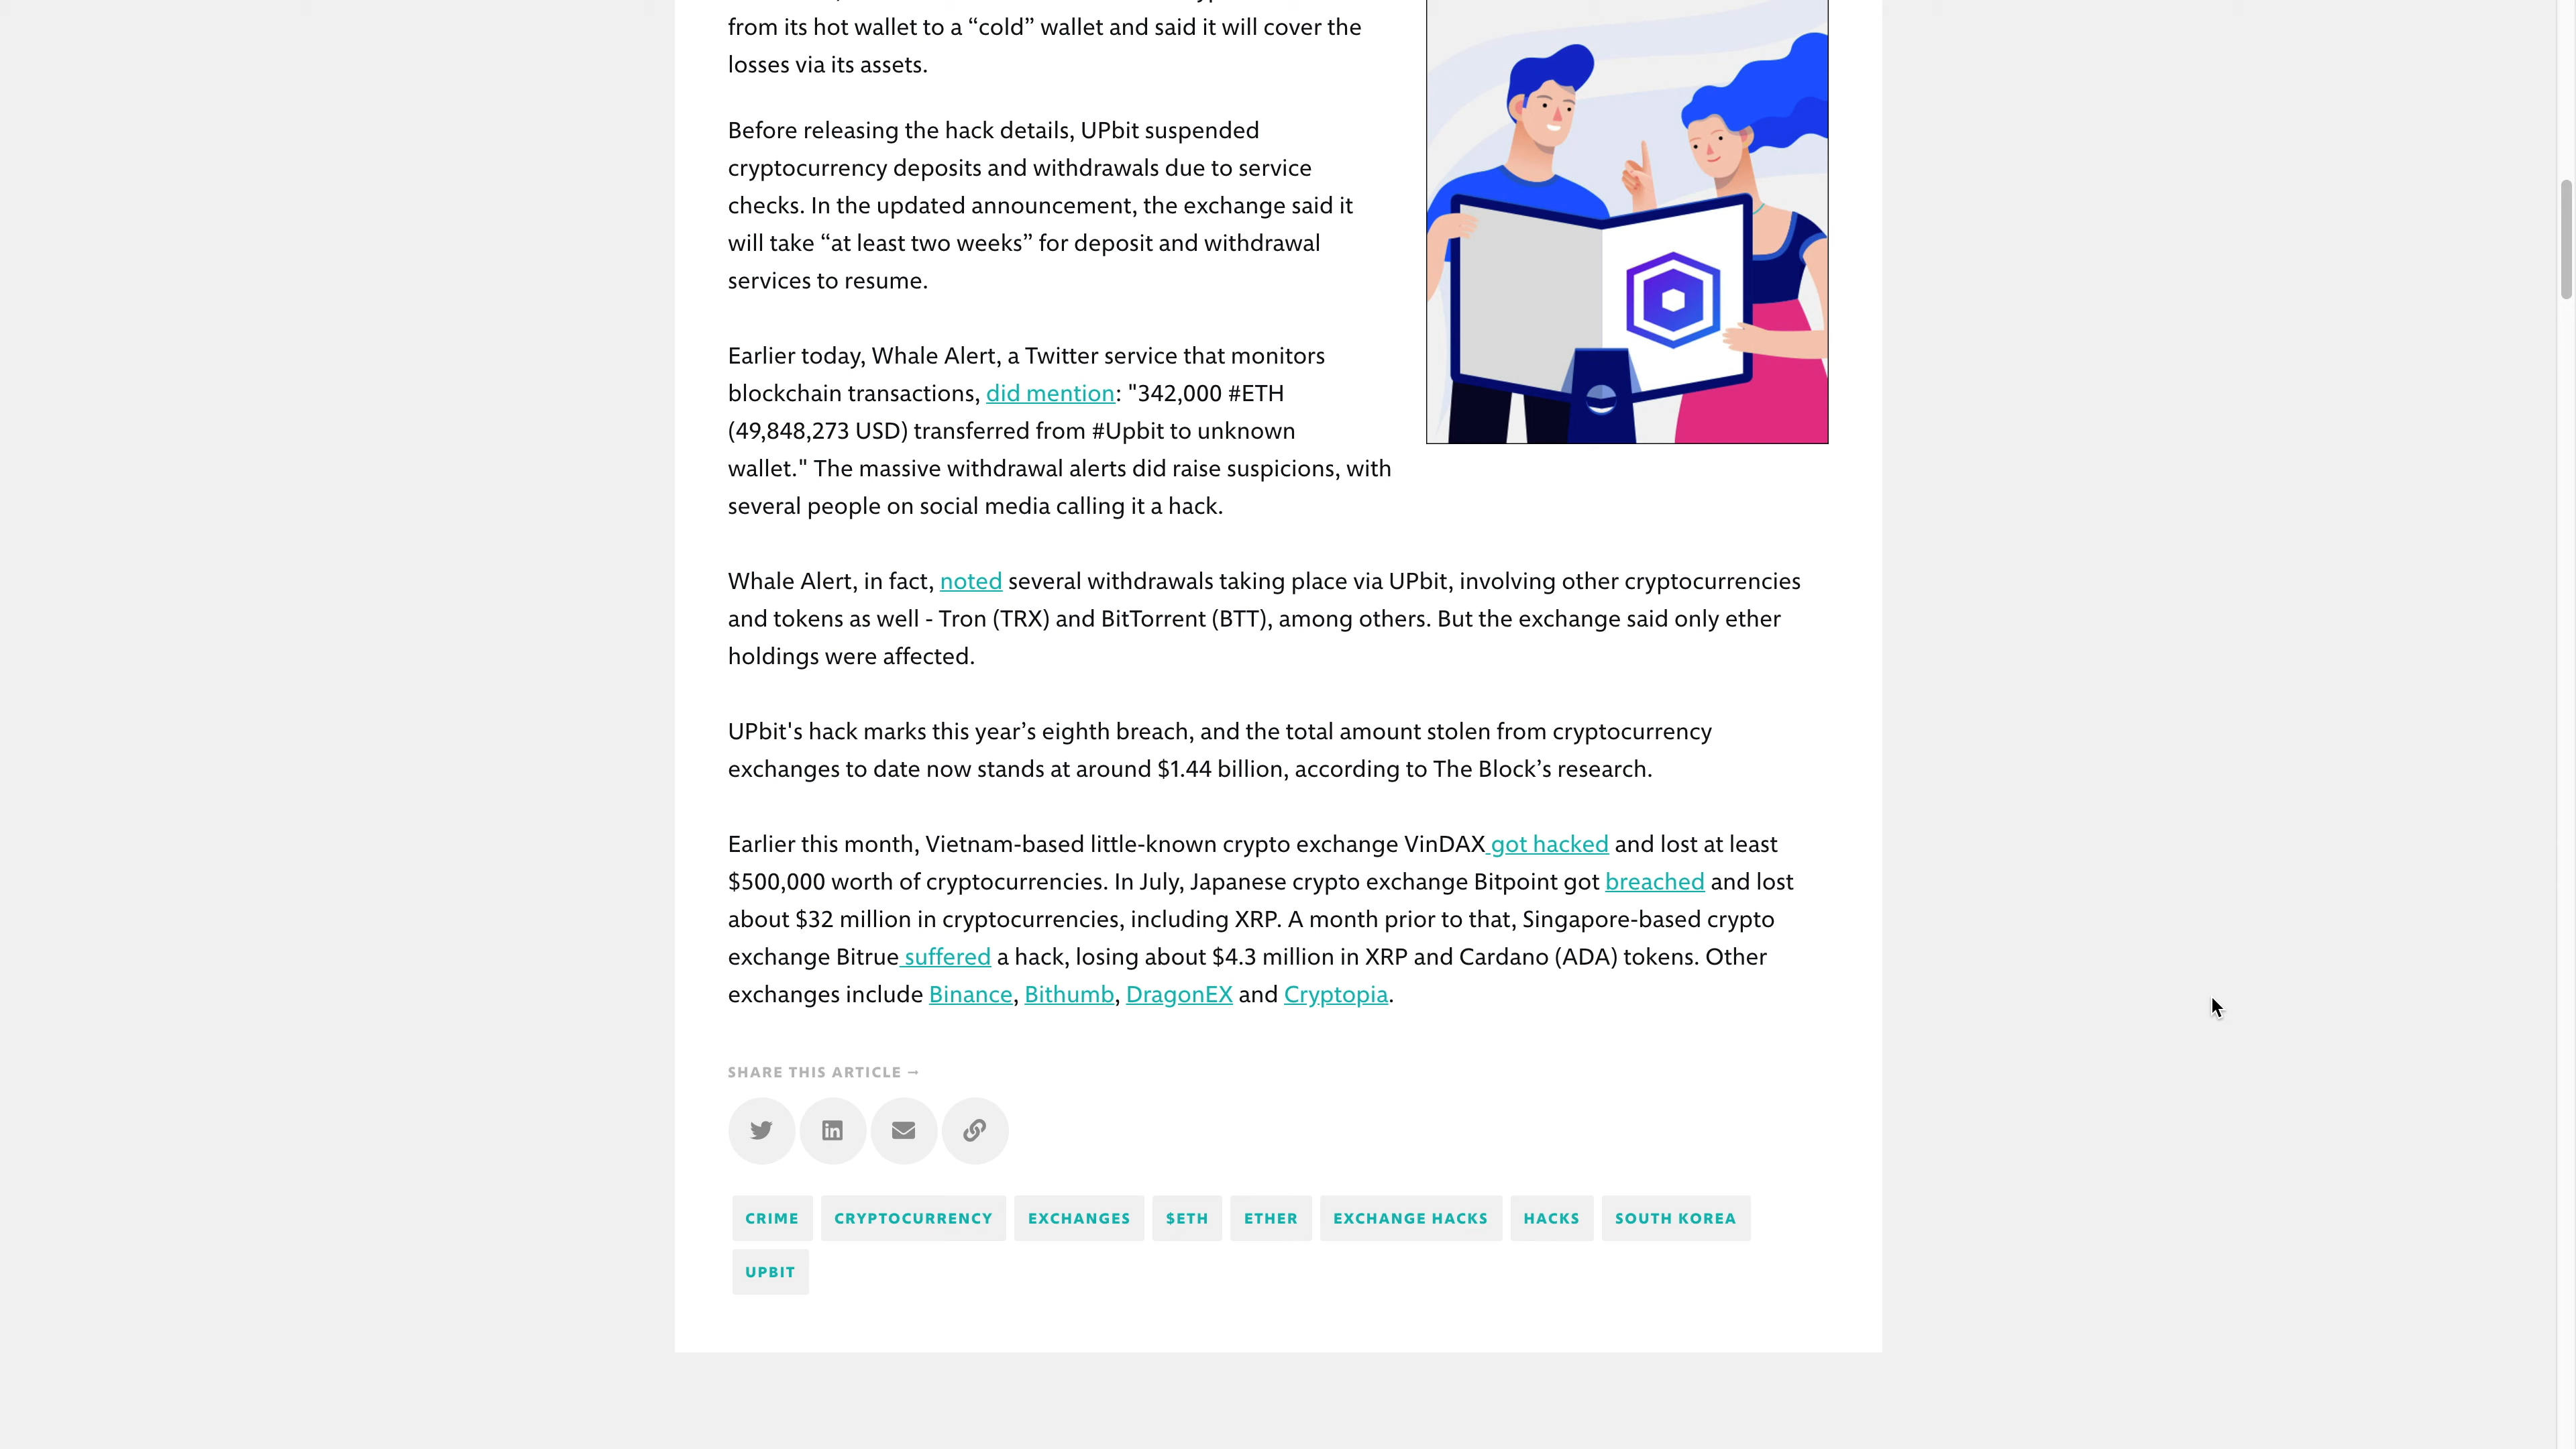 from its hot wallet to a “cold” wallet and said it will cover the
losses via its assets.
Before releasing the hack details, UPbit suspended
cryptocurrency deposits and withdrawals due to service
checks. In the updated announcement, the exchange said it
will take “at least two weeks” for deposit and withdrawal
services to resume.
Earlier today, Whale Alert, a Twitter service that monitors
blockchain transactions, did mention: "342,000 #ETH
(49,848,273 USD) transferred from #Upbit to unknown
wallet." The massive withdrawal alerts did raise suspicions, with
several people on social media calling it a hack.
Whale Alert, in fact, noted several withdrawals taking place via UPbit, involving other cryptocurrencies
and tokens as well - Tron (TRX) and BitTorrent (BTT), among others. But the exchange said only ether
holdings were affected.
UPbit's hack marks this year’s eighth breach, and the total amount stolen from cryptocurrency
exchanges to date now stands at around $1.44 billion, according to The Block’s research.
Earlier this month, Vietnam-based little-known crypto exchange VinDAX got hacked and lost at least
$500,000 worth of cryptocurrencies. In July, Japanese crypto exchange Bitpoint got breached and lost
about $32 million in cryptocurrencies, including XRP. A month prior to that, Singapore-based crypto
exchange Bitrue suffered a hack, losing about $4.3 million in XRP and Cardano (ADA) tokens. Other
exchanges include Binance, Bithumb, DragonEX and Cryptopia.
SHARE THIS ARTICLE →
CRIME CRYPTOCURRENCY EXCHANGES $ETH ETHER EXCHANGE HACKS HACKS SOUTH KOREA
UPBIT